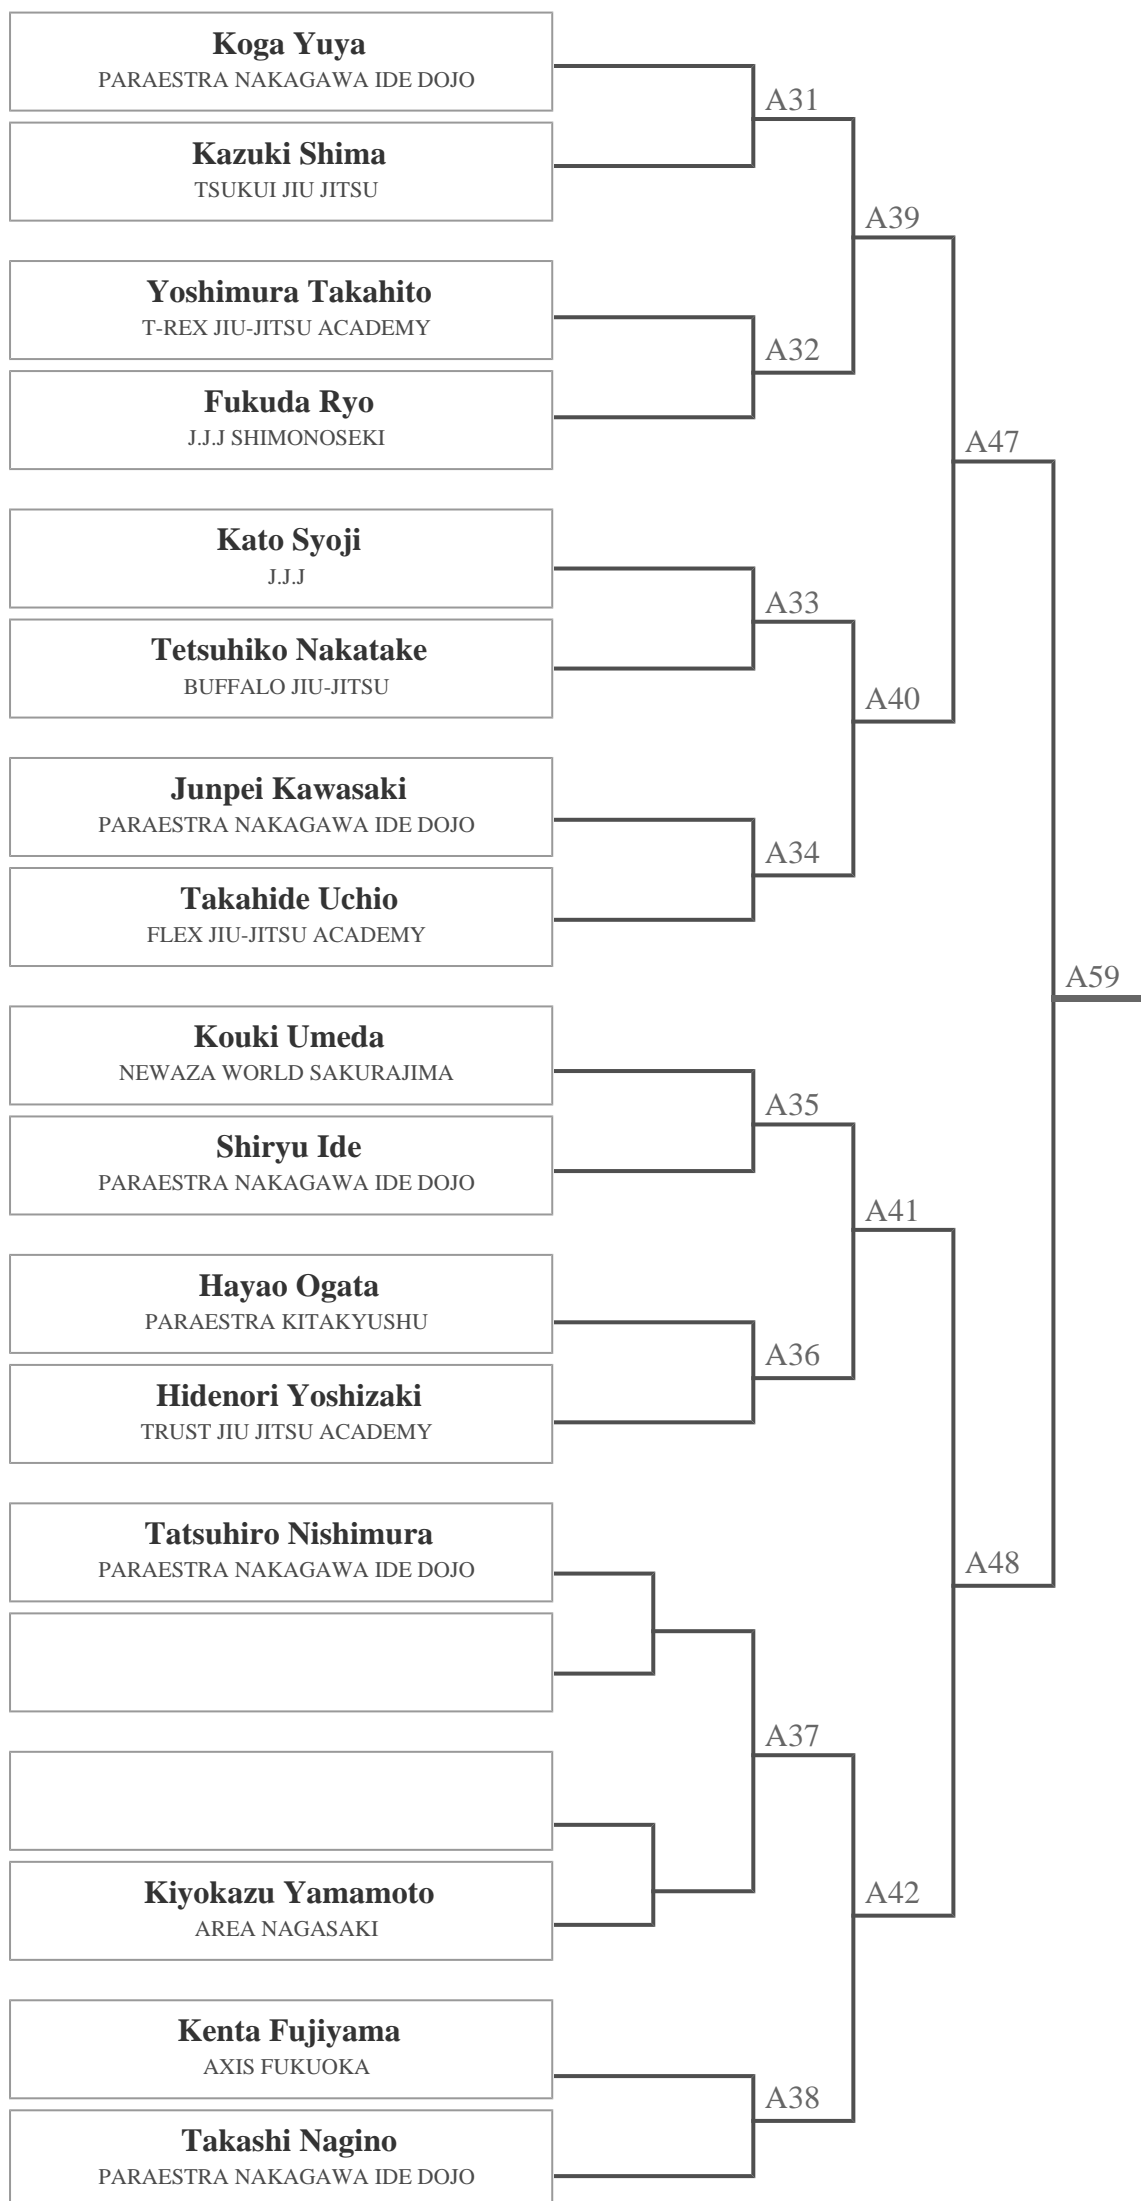 Koga Yuya
PARAESTRA NAKAGAWA IDE DOJO
A31
Kazuki Shima
TSUKUI JIU JITSU
A39
Yoshimura Takahito
T-REX JIU-JITSU ACADEMY
A32
Fukuda Ryo
J.J.J SHIMONOSEKI
A47
Kato Syoji
J.J.J
A33
Tetsuhiko Nakatake
BUFFALO JIU-JITSU
A40
Junpei Kawasaki
PARAESTRA NAKAGAWA IDE DOJO
A34
Takahide Uchio
FLEX JIU-JITSU ACADEMY
A59
Kouki Umeda
NEWAZA WORLD SAKURAJIMA
A35
Shiryu Ide
PARAESTRA NAKAGAWA IDE DOJO
A41
Hayao Ogata
PARAESTRA KITAKYUSHU
A36
Hidenori Yoshizaki
TRUST JIU JITSU ACADEMY
Tatsuhiro Nishimura
PARAESTRA NAKAGAWA IDE DOJO
A48
A37
Kiyokazu Yamamoto
AREA NAGASAKI
A42
Kenta Fujiyama
AXIS FUKUOKA
A38
Takashi Nagino
PARAESTRA NAKAGAWA IDE DOJO